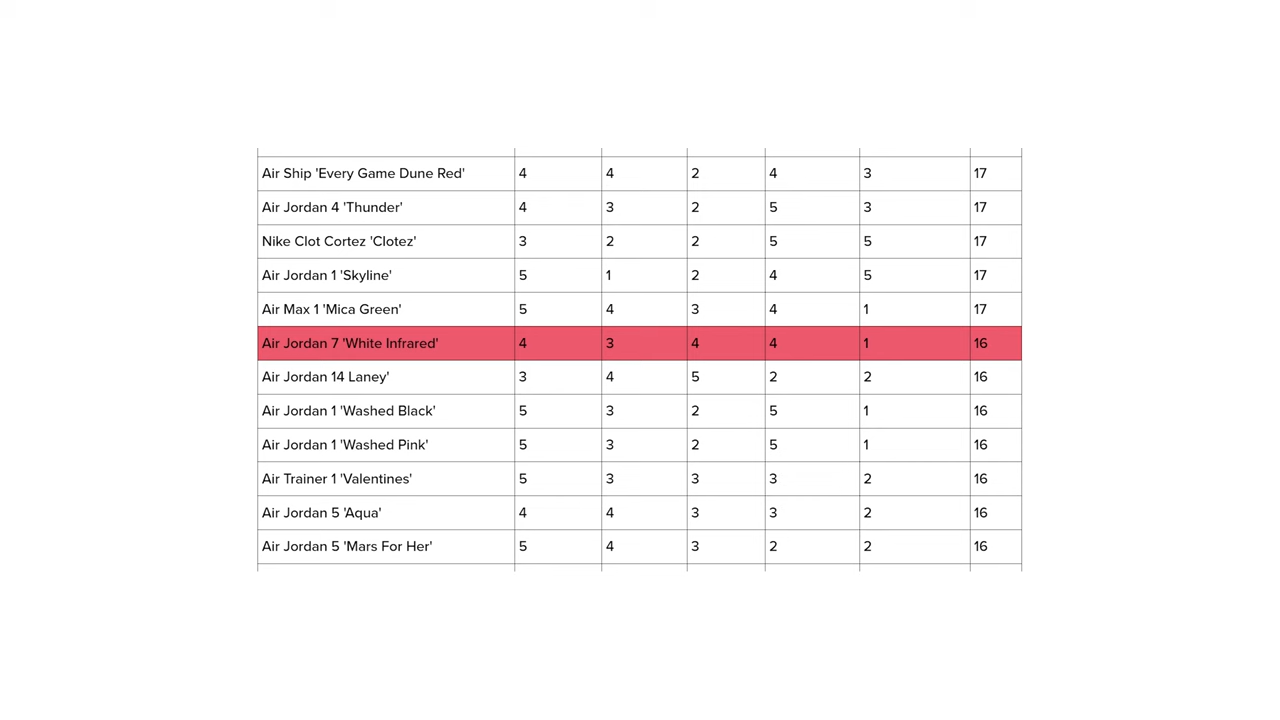 Air Ship 'Every Game Dune Red' 4 4 2 4 3 17
Air Jordan 4 'Thunder' 4 3 2 5 3 17
Nike Clot Cortez 'Clotez' 3 2 2 5 5 17
Air Jordan 1 'Skyline' 5 1 2 4 5 17
Air Max 1 'Mica Green' 5 4 3 4 1 17
Air Jordan 7 'White Infrared' 4 3 4 4 1 16
Air Jordan 14 Laney' 3 4 5 2 2 16
Air Jordan 1 'Washed Black' 5 3 2 5 1 16
Air Jordan 1 'Washed Pink' 5 3 2 5 1 16
Air Trainer 1 'Valentines' 5 3 3 3 2 16
Air Jordan 5 'Aqua' 4 4 3 3 2 16
Air Jordan 5 'Mars For Her' 5 4 3 2 2 16